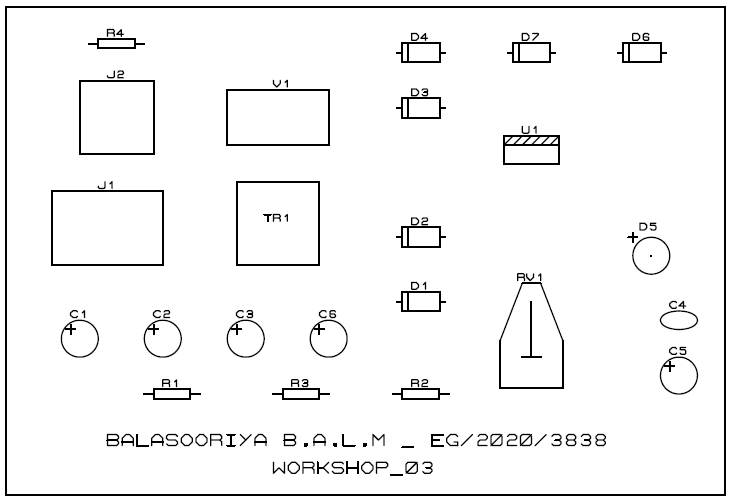 R4
D4
D7
D6
J2
V1
D3
U1
J1
TR1
D2
D5
D1
RV1
C1
C2
C3
C6
C4
C5
R1
R3
R2
BALASOORIYA B.A.L.M _ EG/2020/3838
WORKSHOP_03